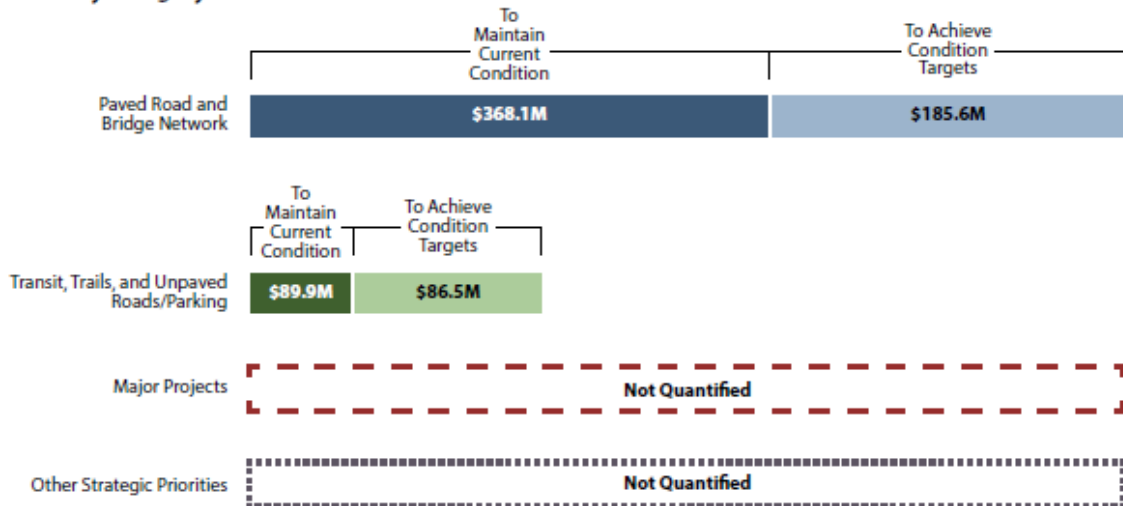 To
Maintain
Current
Condition
To Achieve
Condition
Targets
Paved Road and
Bridge Network
$368.1M
$185.6M
To
Maintain
Current
Condition
To Achieve
Condition
Targets
Transit, Trails, and Unpaved
Roads/Parking
$89.9M
$86.5M
Major Projects
Not Quantified
Other Strategic Priorities
Not Quantified